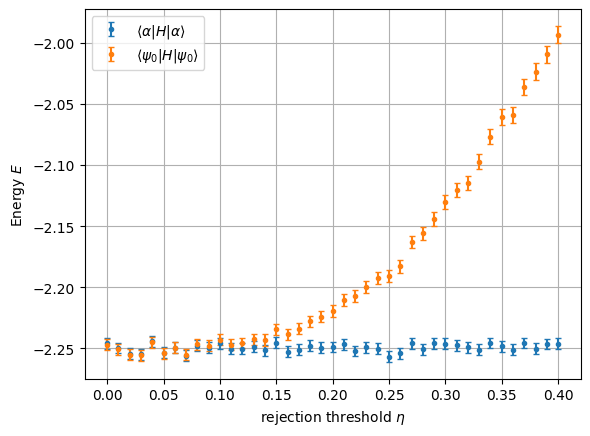 ⟨α|H|α⟩
⟨ψ₀|H|ψ₀⟩
−2.00
−2.05
−2.10
−2.15
−2.20
−2.25
Energy E
0.00 0.05 0.10 0.15 0.20 0.25 0.30 0.35 0.40
rejection threshold η